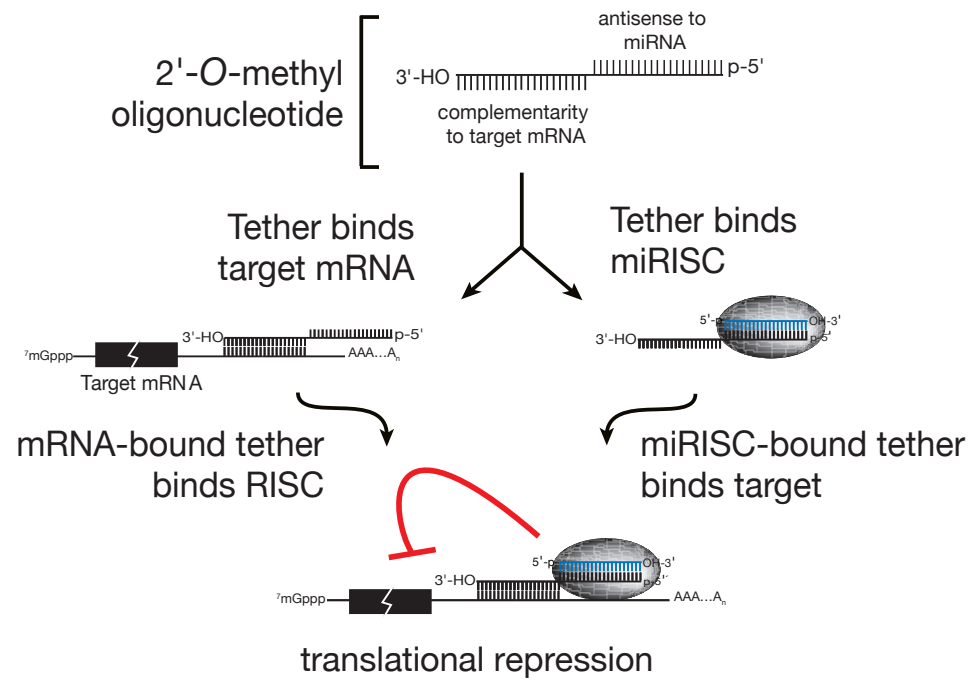 antisense to
miRNA
2'-O-methyl
oligonucleotide
3'-HO
p-5'
complementarity
to target mRNA
Tether binds
target mRNA
Tether binds
miRISC
3'-HO
p-5'
⁷mGppp
AAA...Aₙ
Target mRNA
5'-p
OH-3'
3'-HO
p-5'
mRNA-bound tether
binds RISC
miRISC-bound tether
binds target
5'-p
OH-3'
3'-HO
p-5'
⁷mGppp
AAA...Aₙ
translational repression